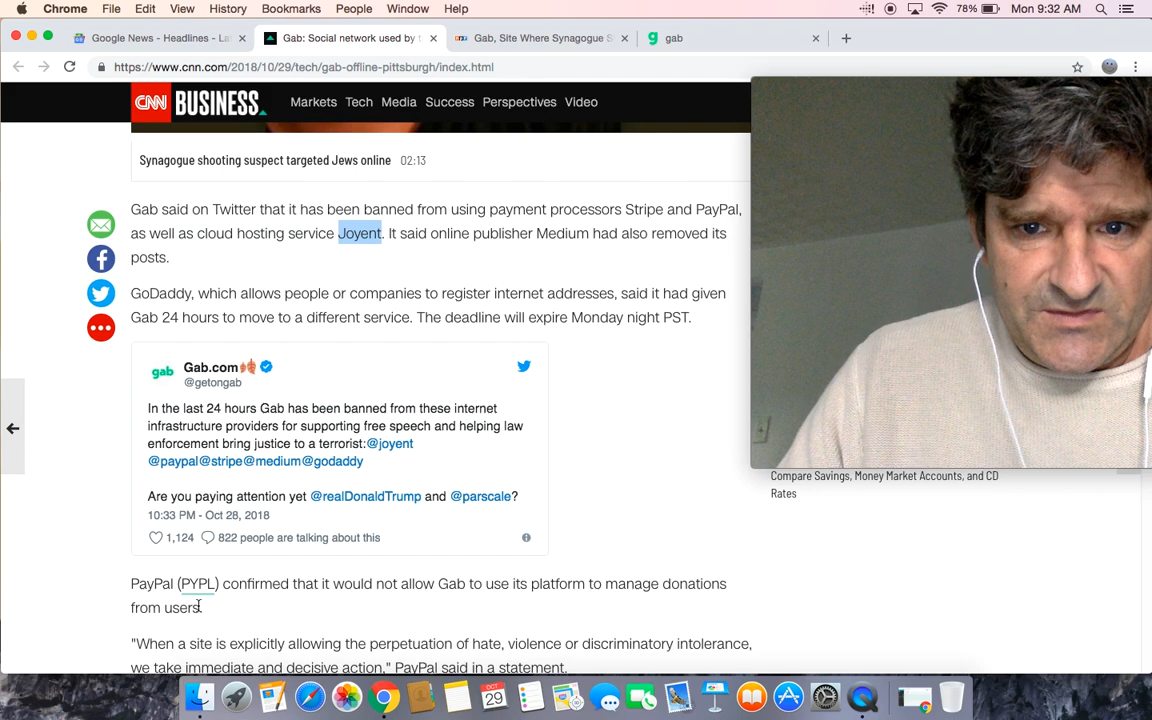 Chrome File Edit View History Bookmarks People Window Help 78% Mon 9:32 AM
Google News - Headlines - La
Gab: Social network used by t
Gab, Site Where Synagogue S
gab
https://www.cnn.com/2018/10/29/tech/gab-offline-pittsburgh/index.html
CNN BUSINESS Markets Tech Media Success Perspectives Video
Synagogue shooting suspect targeted Jews online 02:13
Gab said on Twitter that it has been banned from using payment processors Stripe and PayPal,
as well as cloud hosting service Joyent. It said online publisher Medium had also removed its
posts.
GoDaddy, which allows people or companies to register internet addresses, said it had given
Gab 24 hours to move to a different service. The deadline will expire Monday night PST.
gab Gab.com
@getongab
In the last 24 hours Gab has been banned from these internet
infrastructure providers for supporting free speech and helping law
enforcement bring justice to a terrorist:@joyent
@paypal@stripe@medium@godaddy
Are you paying attention yet @realDonaldTrump and @parscale?
10:33 PM - Oct 28, 2018
1,124 822 people are talking about this
Compare Savings, Money Market Accounts, and CD
Rates
PayPal (PYPL) confirmed that it would not allow Gab to use its platform to manage donations
from users.
"When a site is explicitly allowing the perpetuation of hate, violence or discriminatory intolerance,
we take immediate and decisive action," PayPal said in a statement.
OCT
29